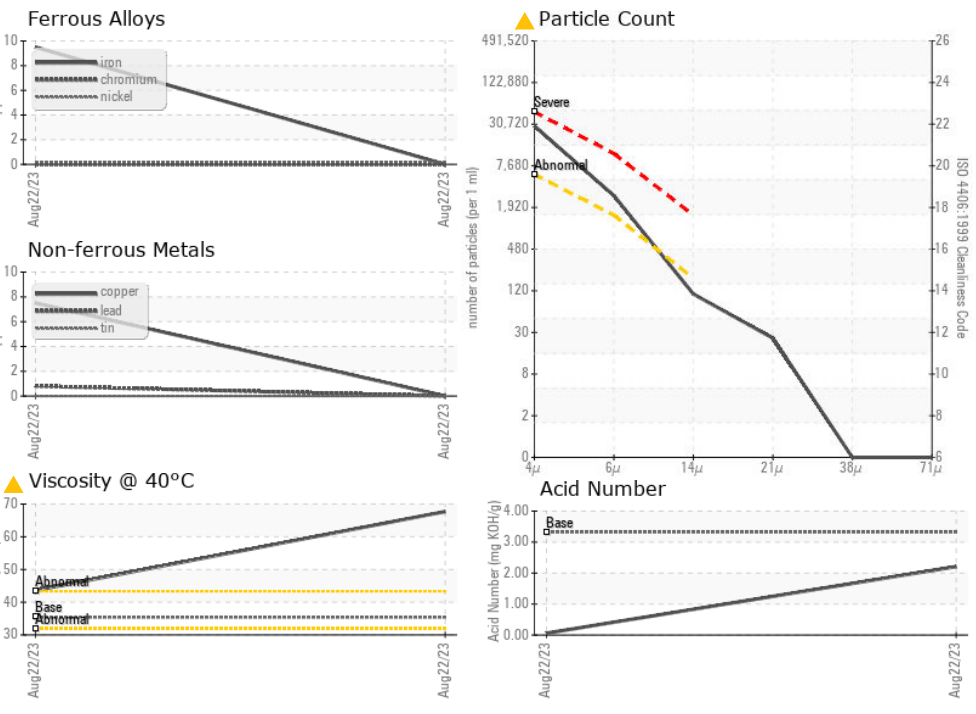 Ferrous Alloys
10
8
6
4
2
0
iron
chromium
nickel
Aug22/23
Aug22/23
Non-ferrous Metals
10
8
6
4
2
0
copper
lead
tin
Aug22/23
Aug22/23
Viscosity @ 40°C
70
60
50
40
30
Abnormal
Base
Abnormal
Aug22/23
Aug22/23
Particle Count
number of particles (per 1 ml)
491,520
122,880
30,720
7,680
1,920
480
120
30
8
2
0
Severe
Abnormal
26
24
22
20
18
16
14
12
10
8
6
ISO 4406:1999 Cleanliness Code
4µ
6µ
14µ
21µ
38µ
71µ
Acid Number
Acid Number (mg KOH/g)
4.00
3.00
2.00
1.00
0.00
Base
Aug22/23
Aug22/23